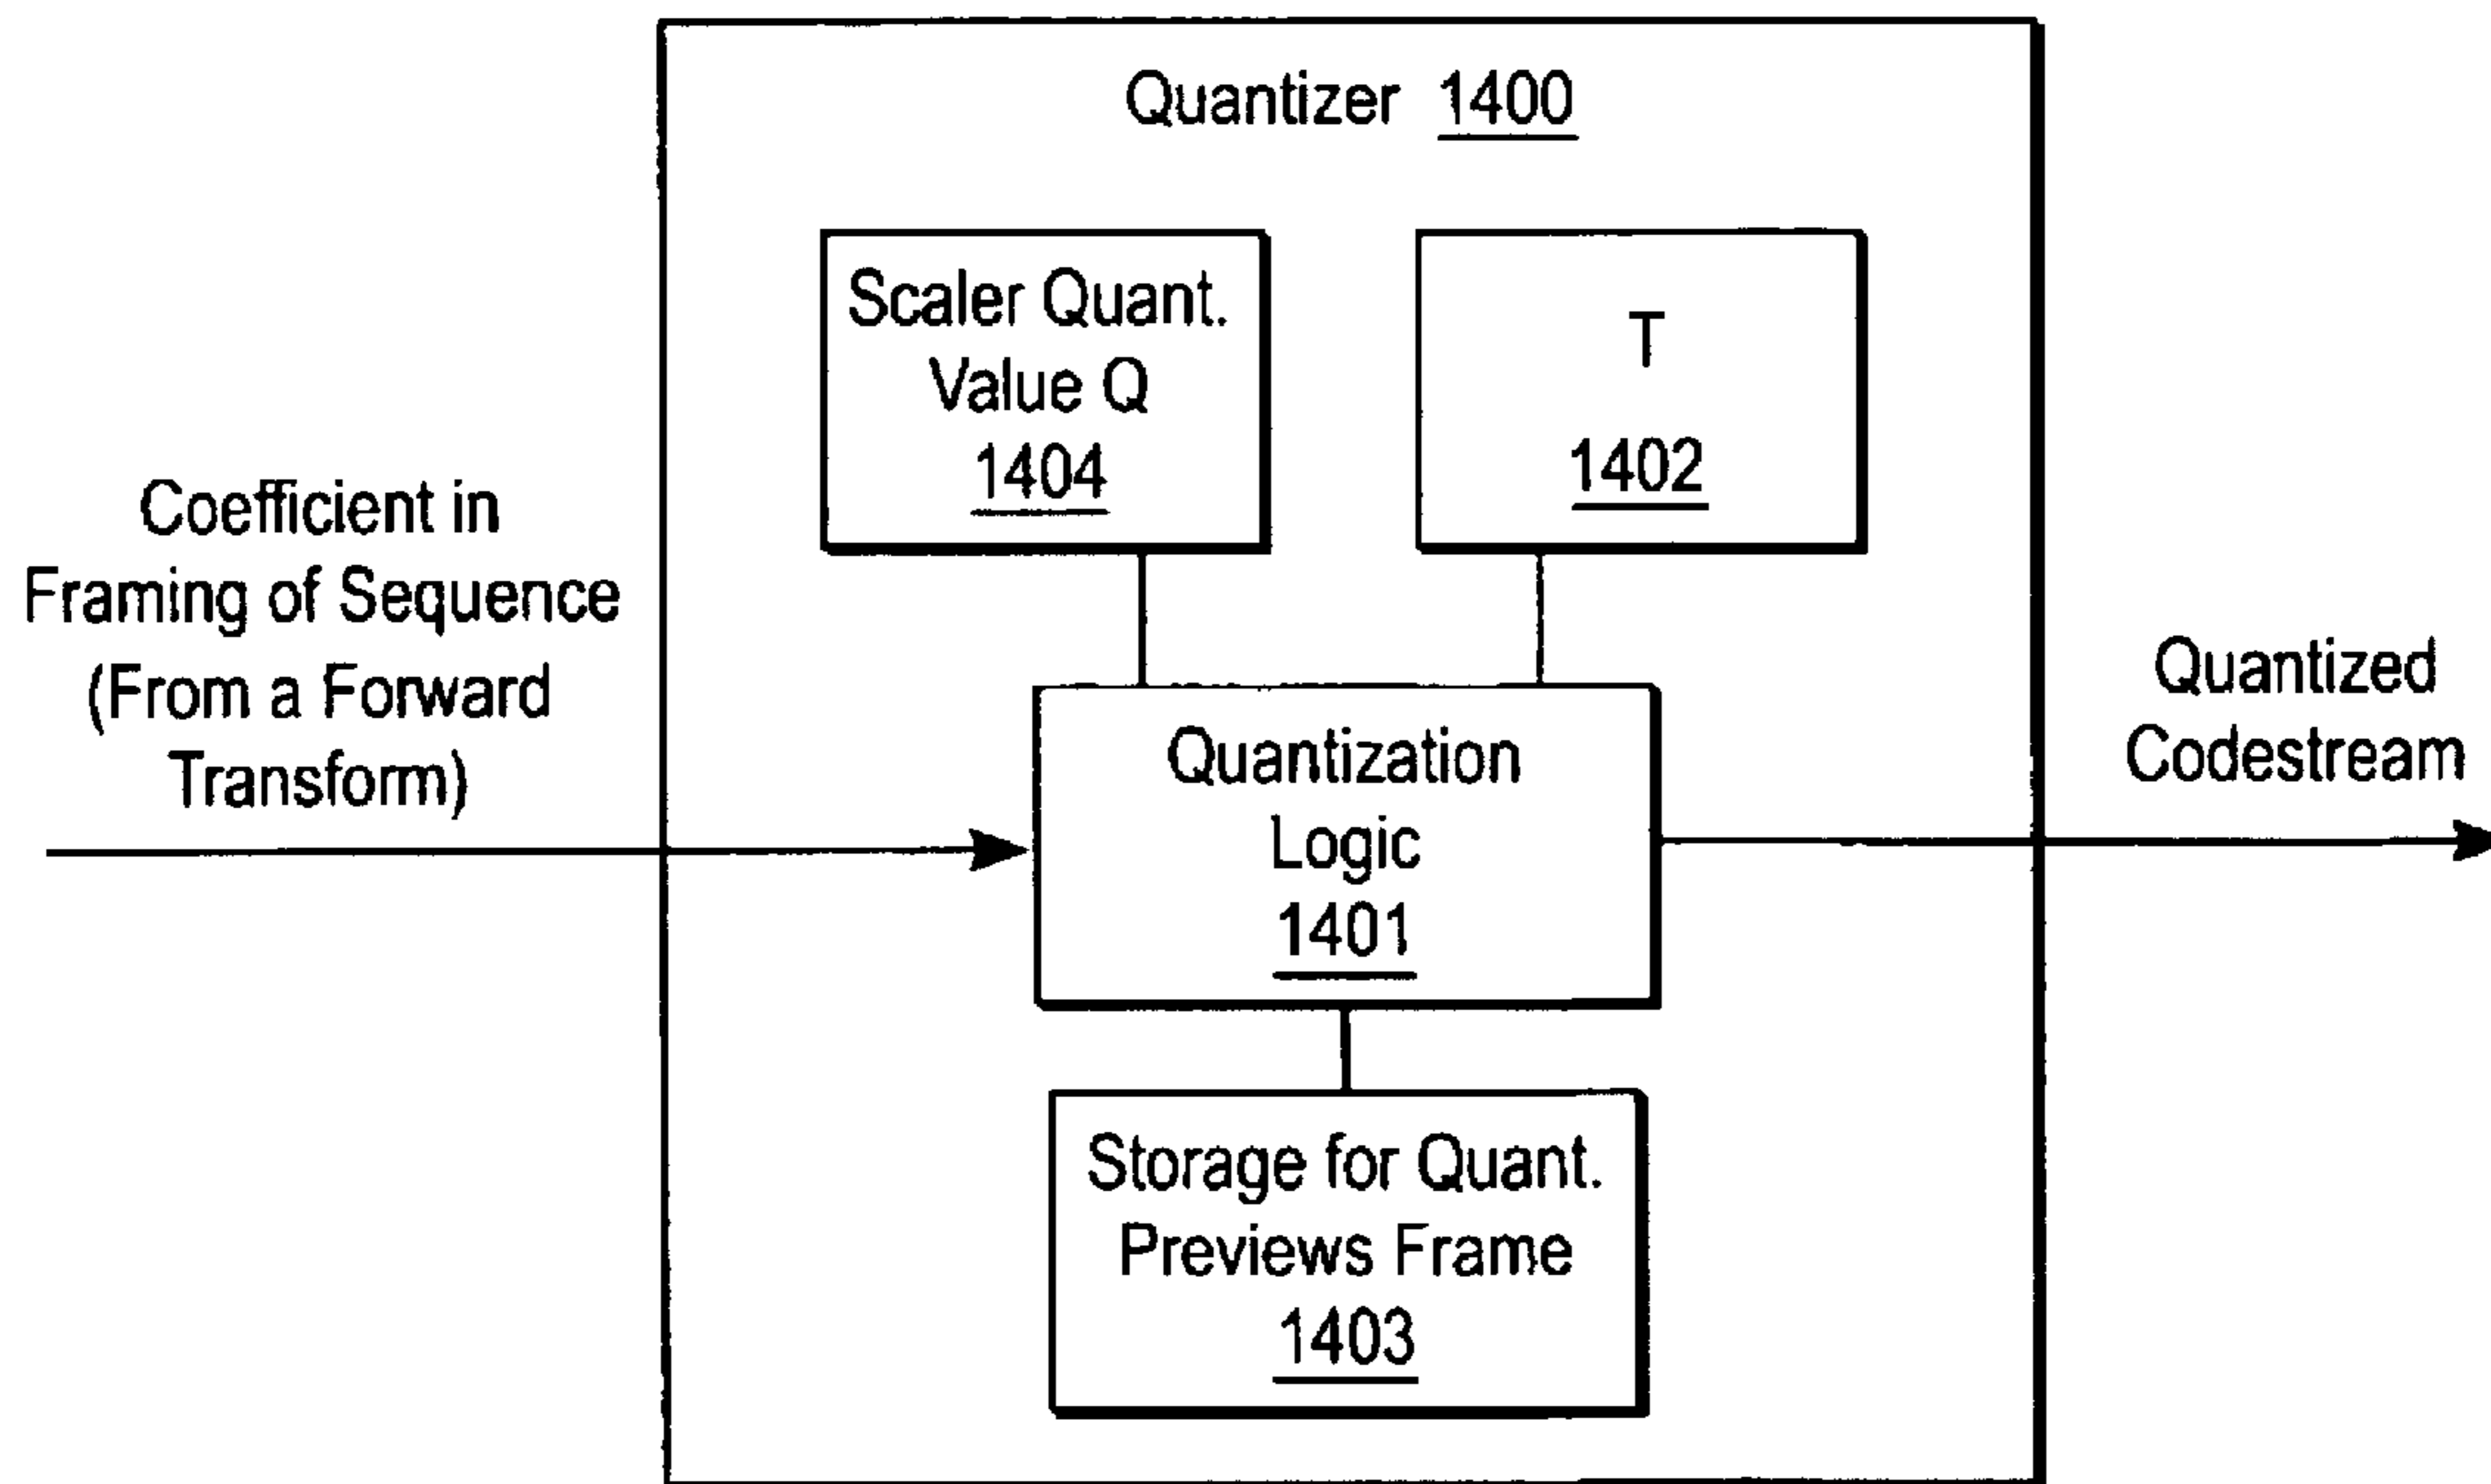 Quantizer 1400
Scaler Quant.
Value Q
1404
T
1402
Coefficient in
Framing of Sequence
(From a Forward
Transform)
Quantization
Logic
1401
Quantized
Codestream
Storage for Quant.
Previews Frame
1403